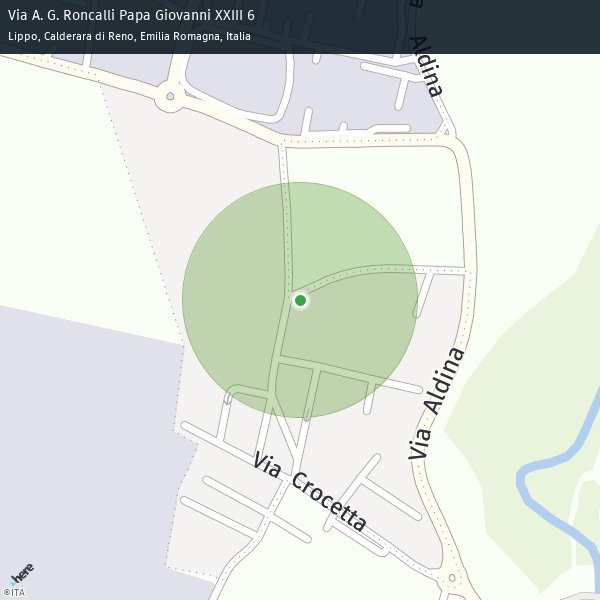 Via A. G. Roncalli Papa Giovanni XXIII 6
Lippo, Calderara di Reno, Emilia Romagna, Italia
Aldina
Via Aldina
Via Crocetta
here
©ITA